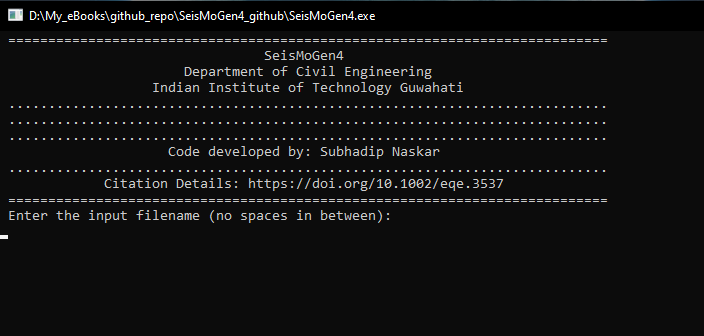 D:\My_eBooks\github_repo\SeisMoGen4_github\SeisMoGen4.exe
===========================================================================
SeisMoGen4
Department of Civil Engineering
Indian Institute of Technology Guwahati
...........................................................................
...........................................................................
...........................................................................
Code developed by: Subhadip Naskar
...........................................................................
Citation Details: https://doi.org/10.1002/eqe.3537
===========================================================================
Enter the input filename (no spaces in between):